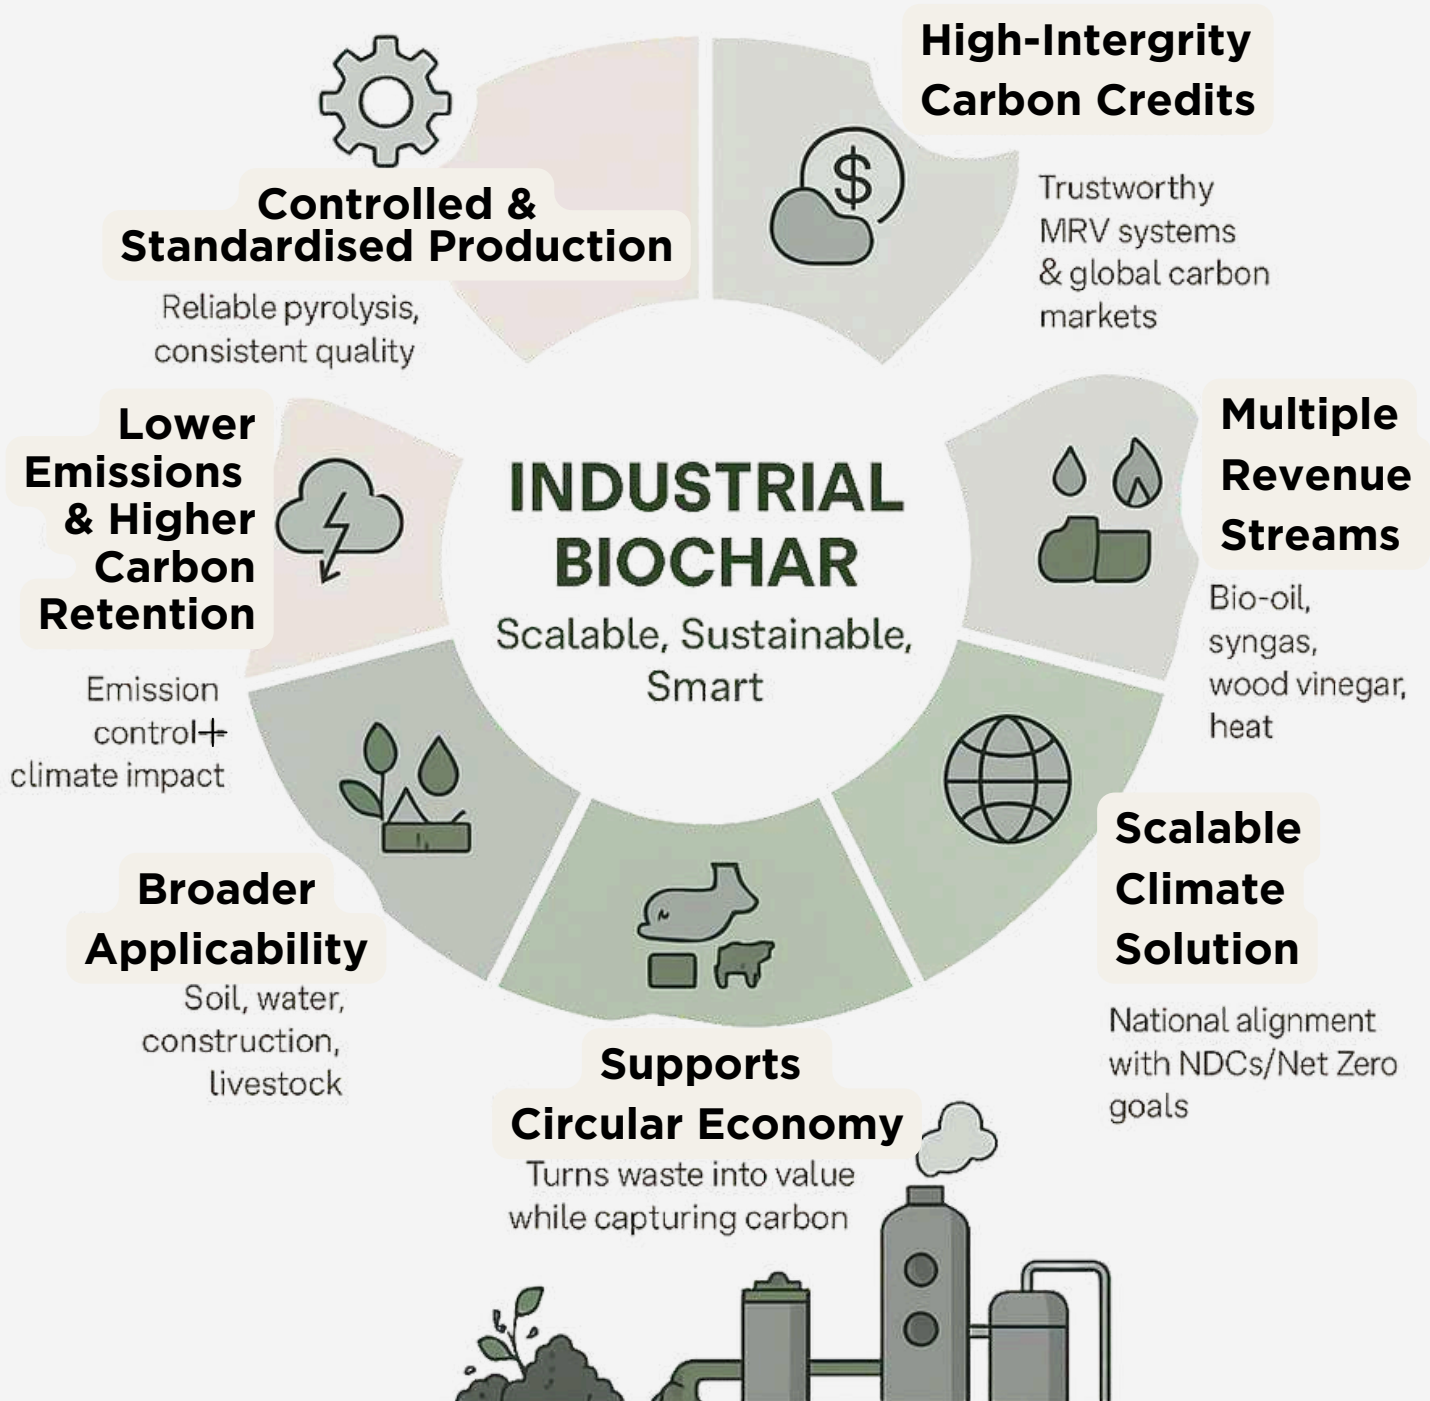 High-Intergrity
Carbon Credits
Trustworthy
MRV systems
& global carbon
markets
Controlled &
Standardised Production
Reliable pyrolysis,
consistent quality
Lower
Emissions
& Higher
Carbon
Retention
Emission
control+
climate impact
INDUSTRIAL
BIOCHAR
Scalable, Sustainable,
Smart
Multiple
Revenue
Streams
Bio-oil,
syngas,
wood vinegar,
heat
Broader
Applicability
Soil, water,
construction,
livestock
Scalable
Climate
Solution
National alignment
with NDCs/Net Zero
goals
Supports
Circular Economy
Turns waste into value
while capturing carbon
$